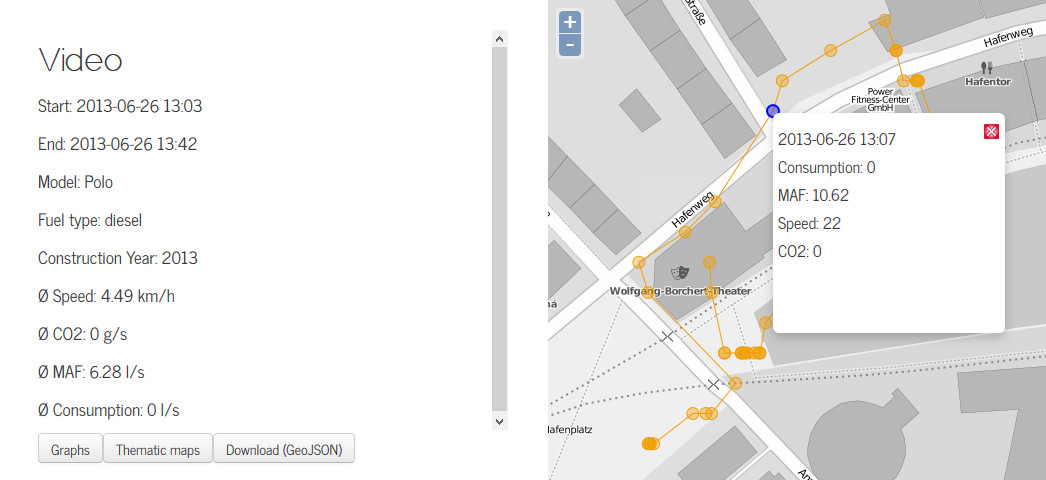 Video
Start: 2013-06-26 13:03
End: 2013-06-26 13:42
Model: Polo
Fuel type: diesel
Construction Year: 2013
Ø Speed: 4.49 km/h
Ø CO2: 0 g/s
Ø MAF: 6.28 l/s
Ø Consumption: 0 l/s
Graphs
Thematic maps
Download (GeoJSON)
+
-
straße
Hafenweg
Hafentor
Power
Fitness-Center
GmbH
2013-06-26 13:07
Consumption: 0
MAF: 10.62
Speed: 22
CO2: 0
Hafenweg
Wolfgang-Borchert-Theater
ná
Hafenplatz